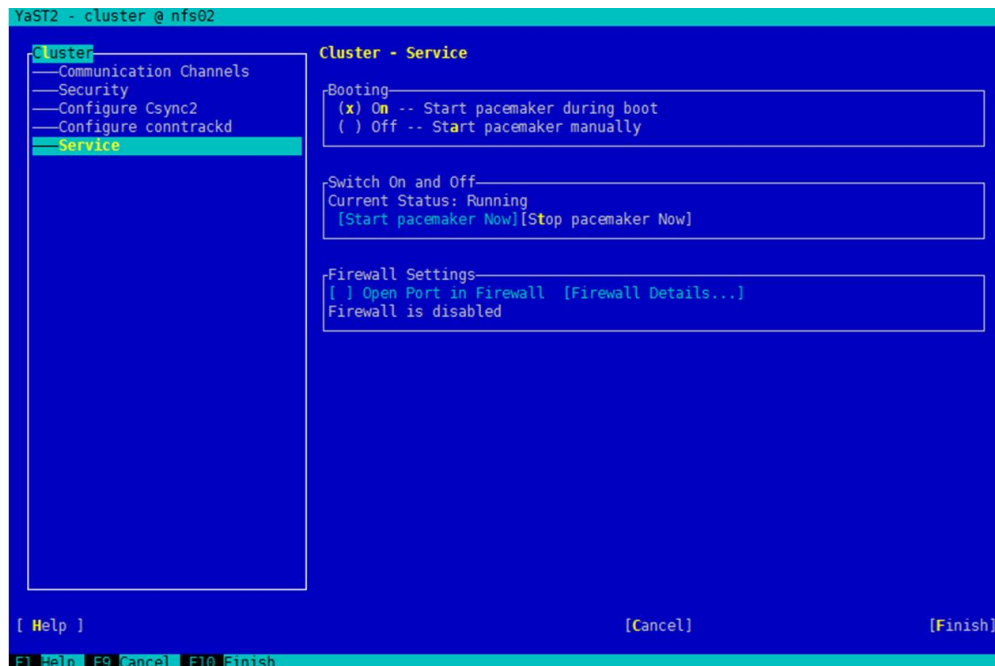 YaST2 - cluster @ nfs02
Cluster
Communication Channels
Security
Configure Csync2
Configure conntrackd
Service
Cluster - Service
Booting
(x) On -- Start pacemaker during boot
( ) Off -- Start pacemaker manually
Switch On and Off
Current Status: Running
[Start pacemaker Now][Stop pacemaker Now]
Firewall Settings
[ ] Open Port in Firewall [Firewall Details...]
Firewall is disabled
[ Help ] [Cancel] [Finish]
F1 Help F9 Cancel F10 Finish